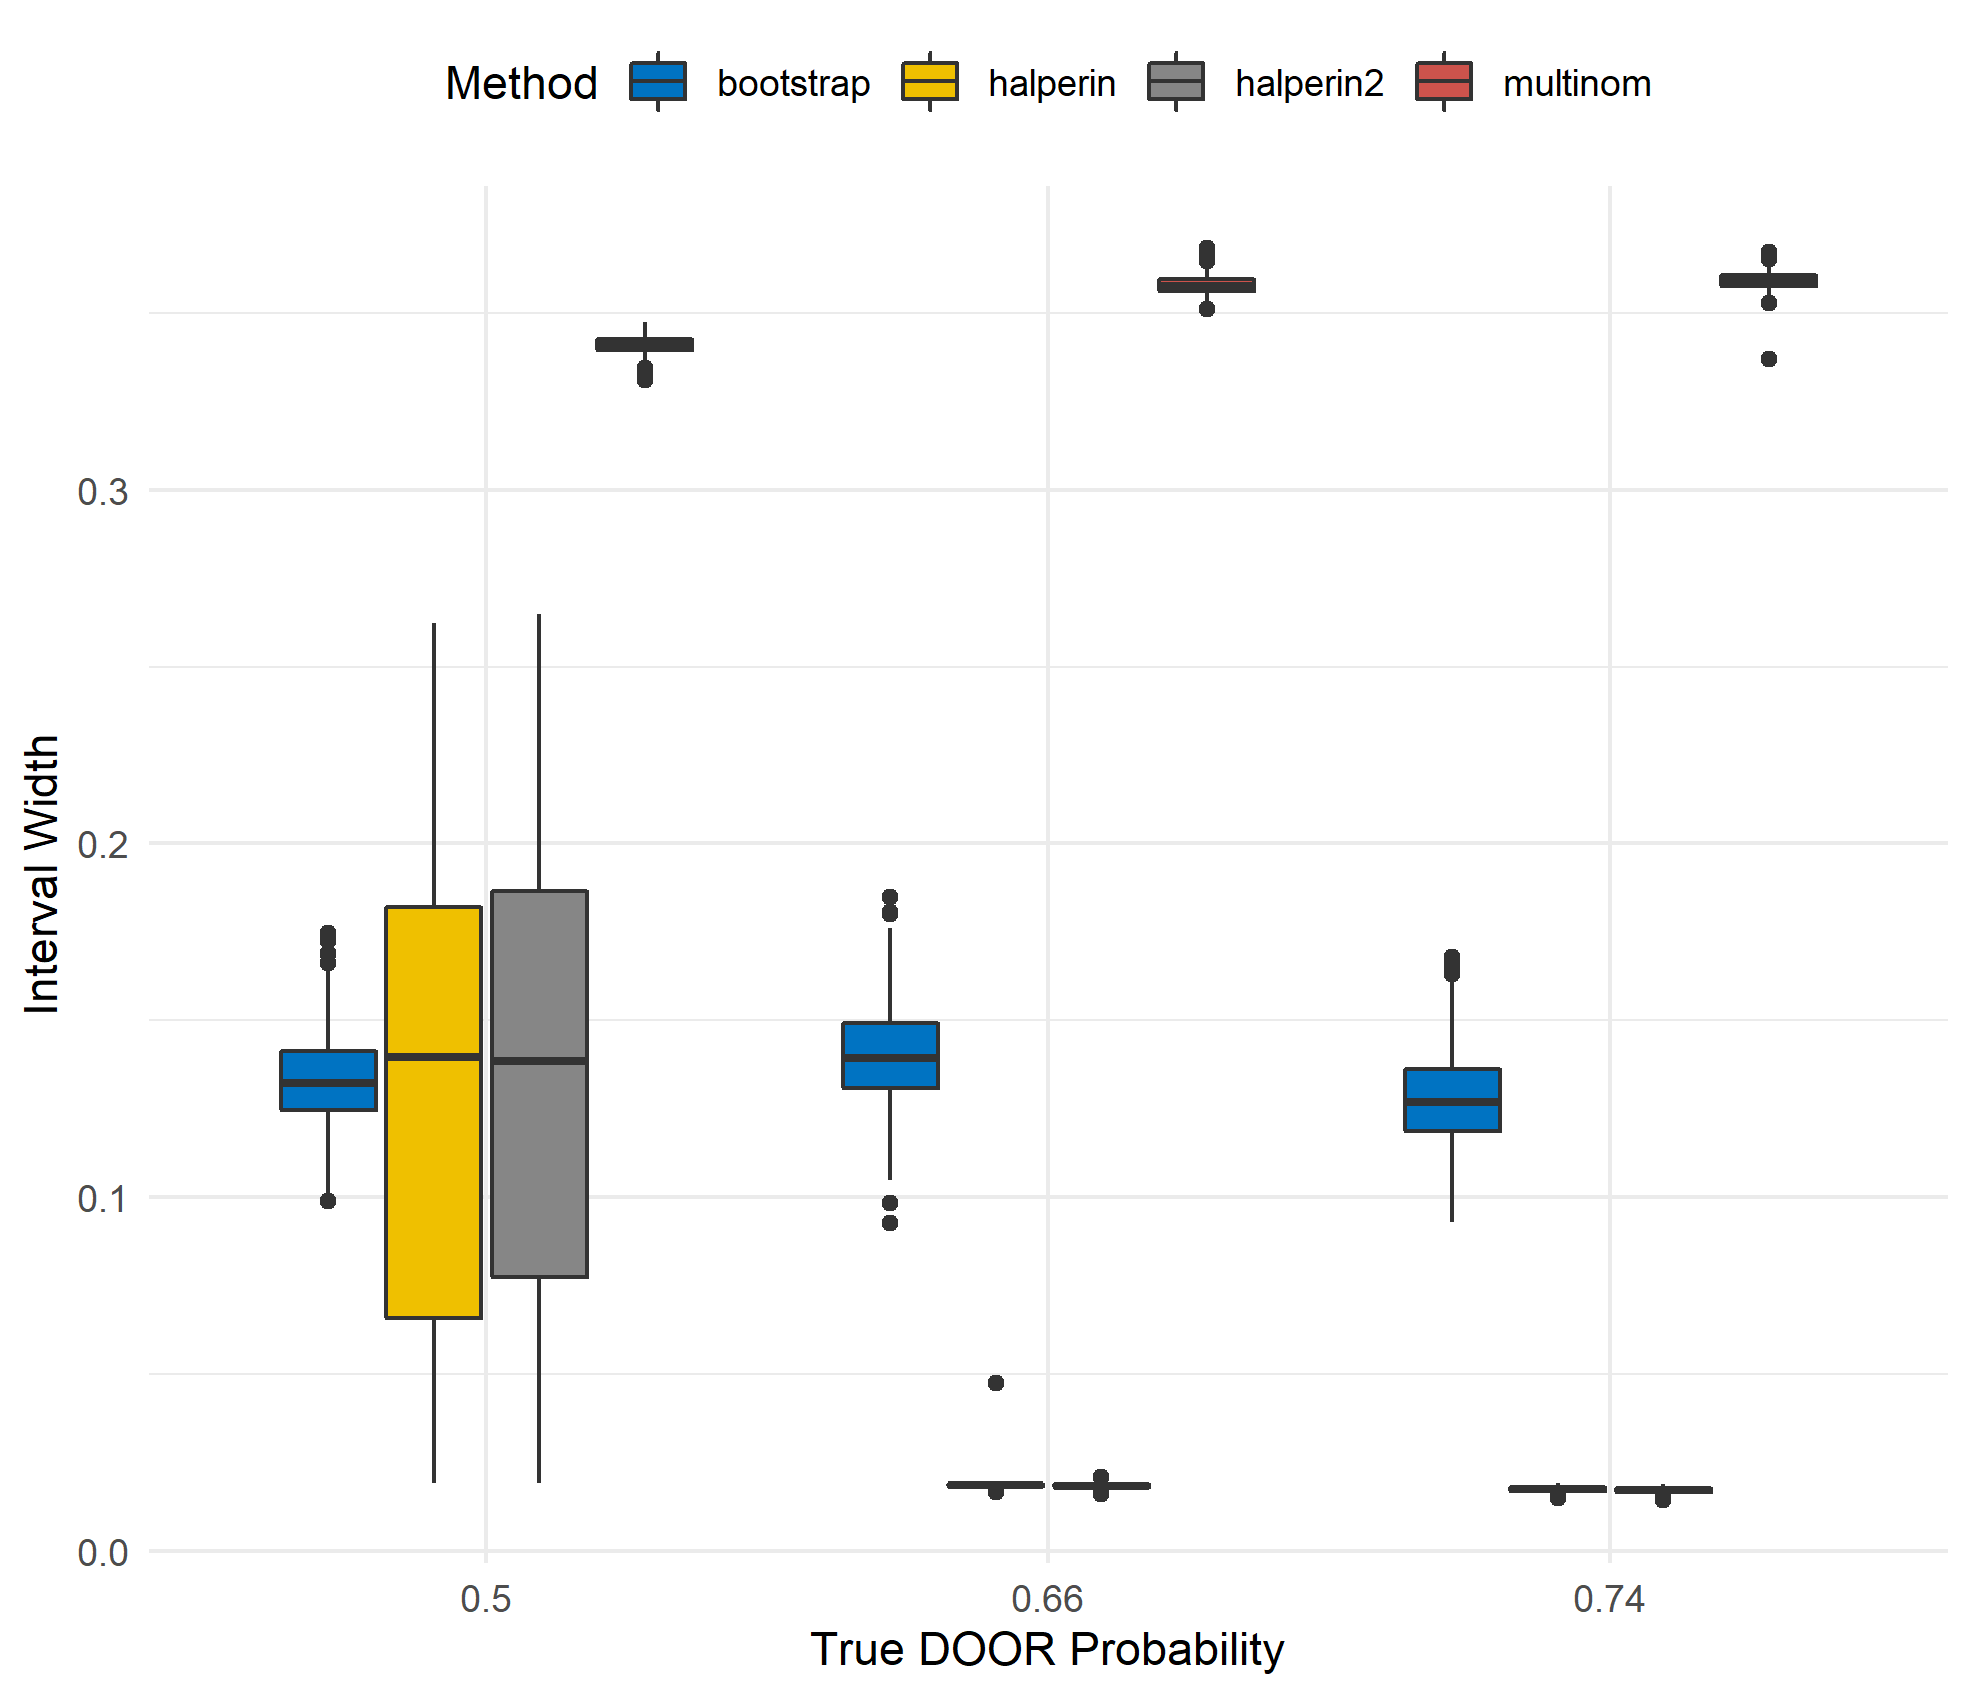 Method bootstrap halperin halperin2 multinom
Interval Width
0.3
0.2
0.1
0.0
0.5 0.66 0.74
True DOOR Probability